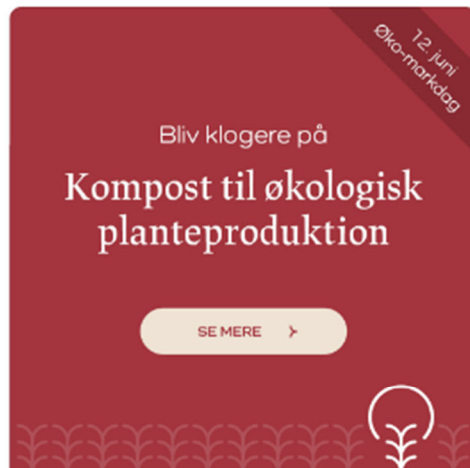 12. juni
Øko-markdag
Bliv klogere på
Kompost til økologisk
planteproduktion
SE MERE